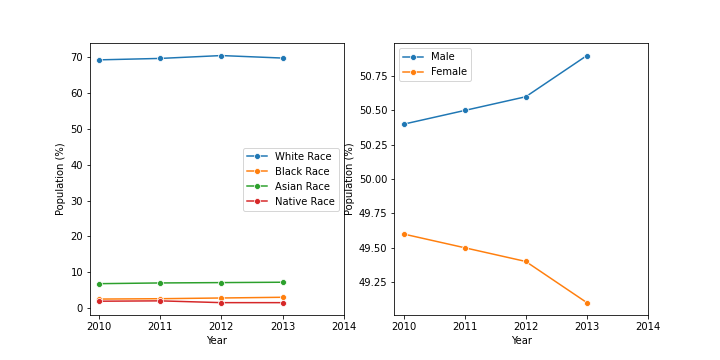 70
60
50
40
30
20
10
0
Population (%)
2010 2011 2012 2013 2014
Year
White Race
Black Race
Asian Race
Native Race
50.75
50.50
50.25
50.00
49.75
49.50
49.25
Population (%)
2010 2011 2012 2013 2014
Year
Male
Female